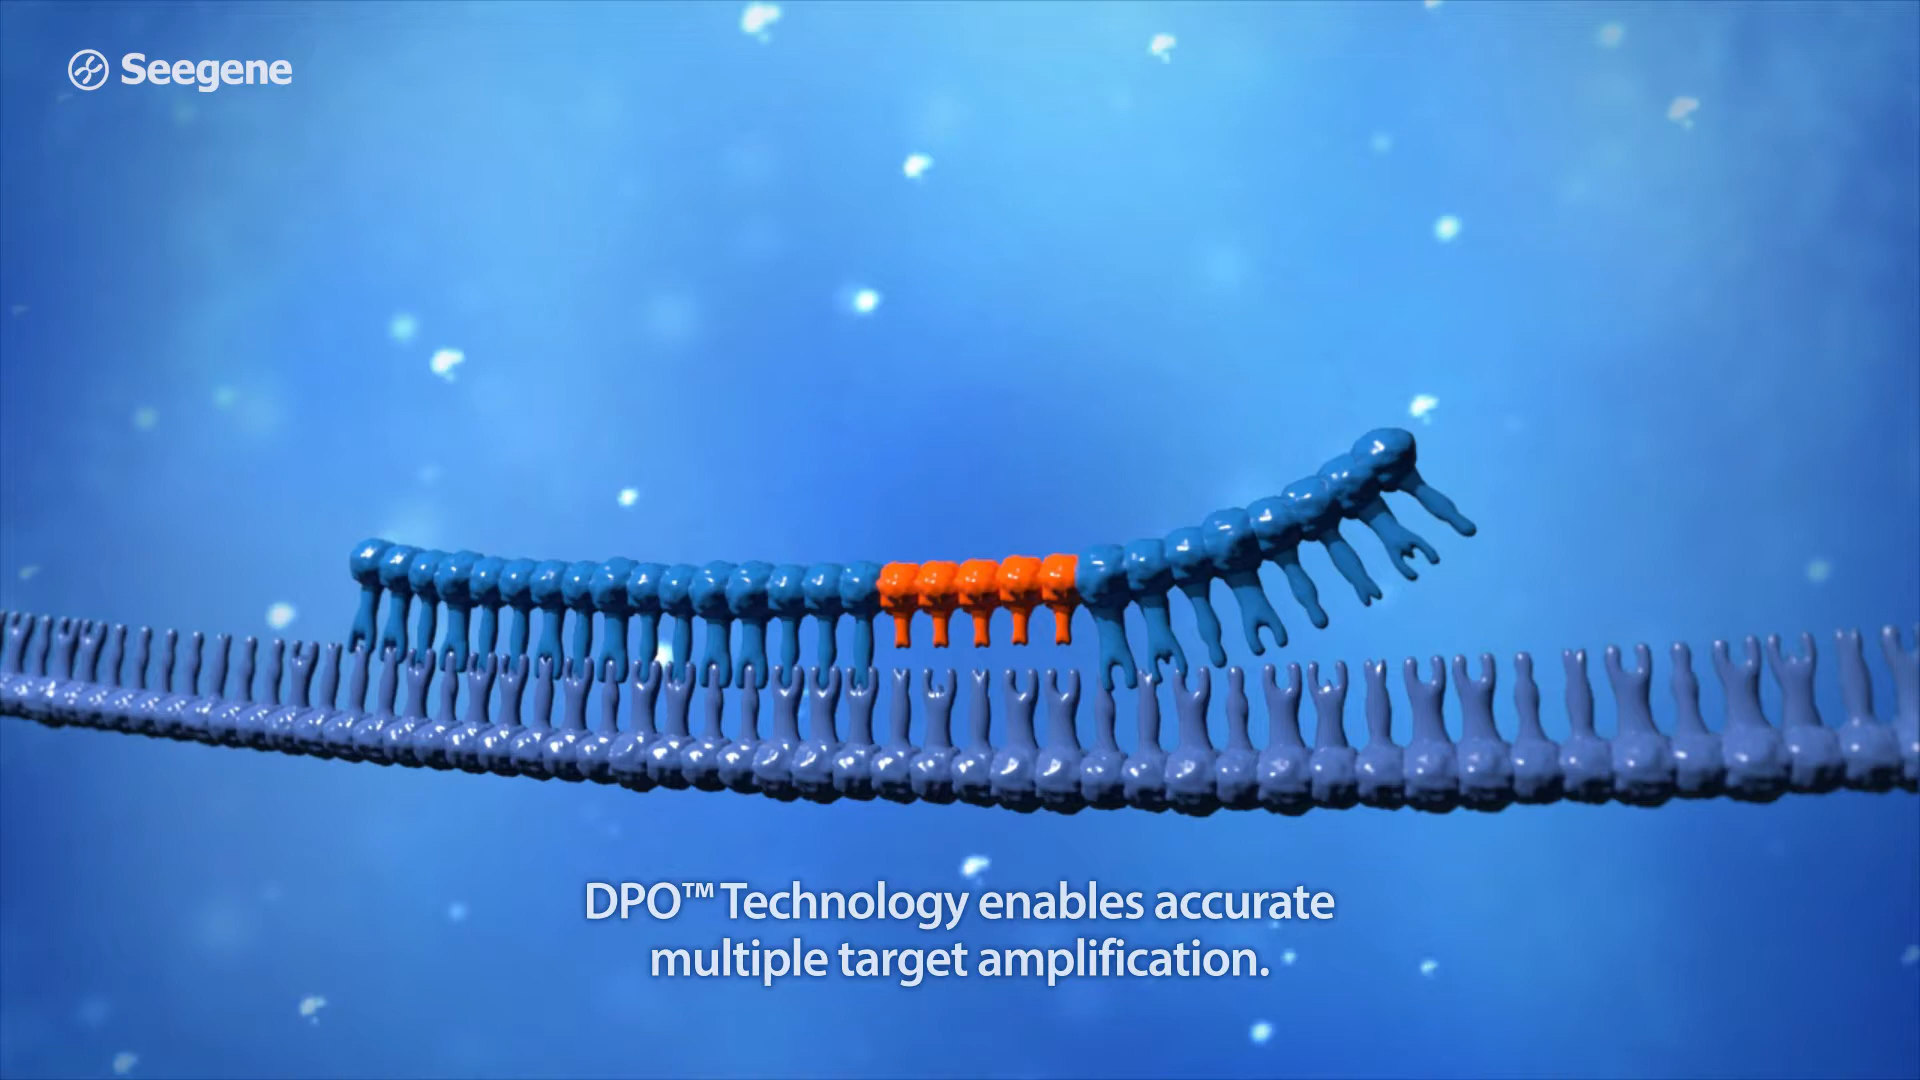 Seegene
DPO™ Technology enables accurate
multiple target amplification.